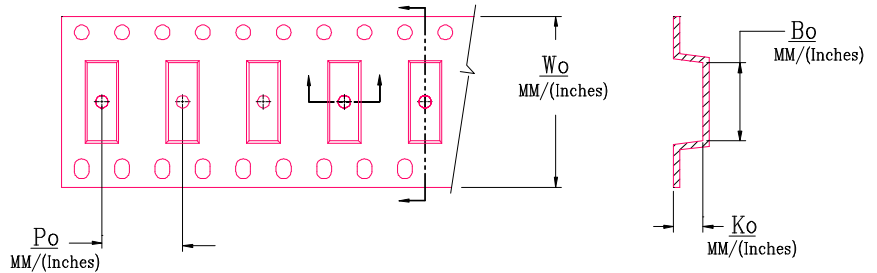 Wo
MM/(Inches)
Bo
MM/(Inches)
Po
MM/(Inches)
Ko
MM/(Inches)